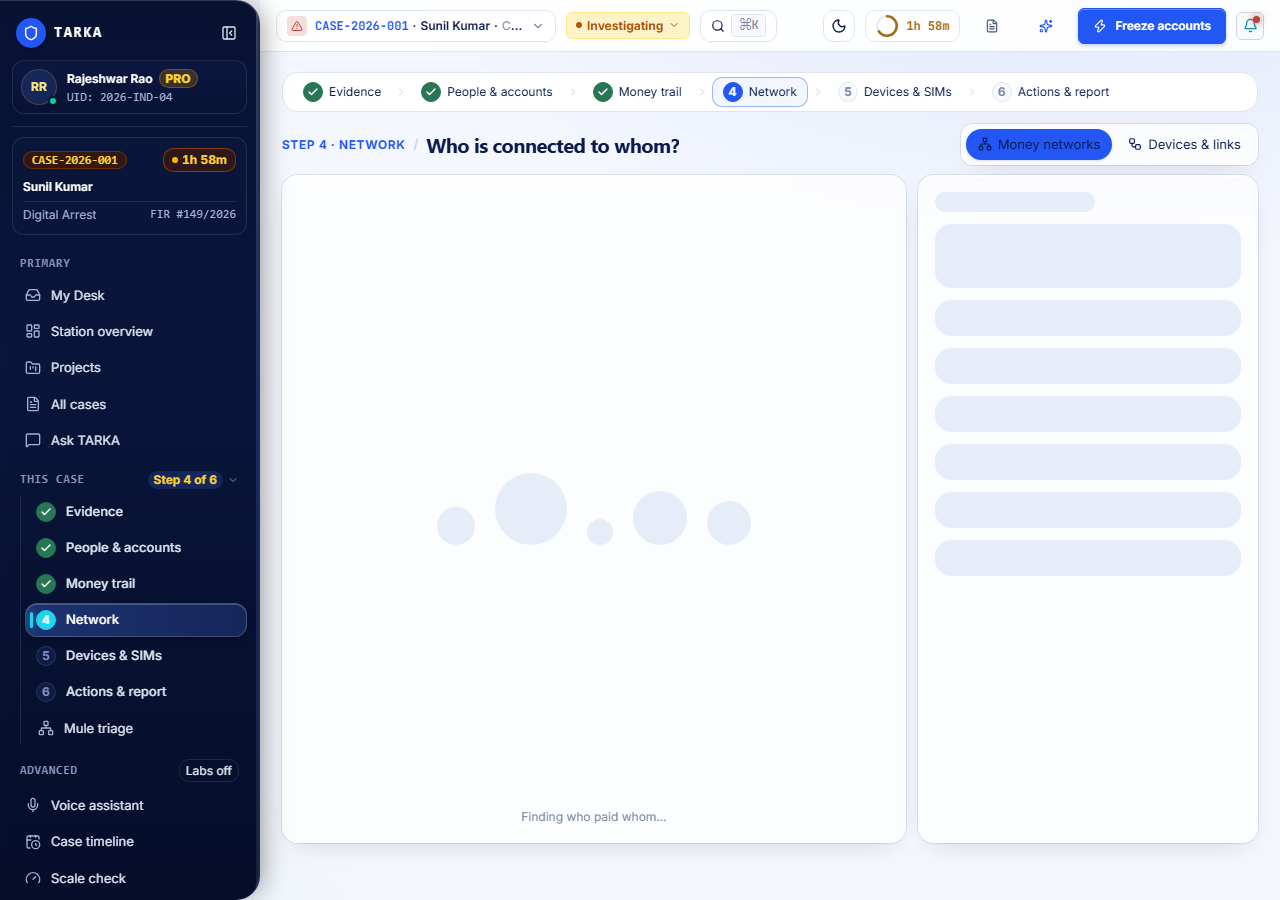 TARKA
RR
Rajeshwar Rao PRO
UID: 2026-IND-04
CASE-2026-001
1h 58m
Sunil Kumar
Digital Arrest
FIR #149/2026
PRIMARY
My Desk
Station overview
Projects
All cases
Ask TARKA
THIS CASE
Step 4 of 6
Evidence
People & accounts
Money trail
4 Network
5 Devices & SIMs
6 Actions & report
Mule triage
ADVANCED
Labs off
Voice assistant
Case timeline
Scale check
CASE-2026-001 · Sunil Kumar · C...
Investigating
⌘K
1h 58m
Freeze accounts
Evidence
People & accounts
Money trail
4 Network
5 Devices & SIMs
6 Actions & report
STEP 4 · NETWORK / Who is connected to whom?
Money networks
Devices & links
Finding who paid whom...